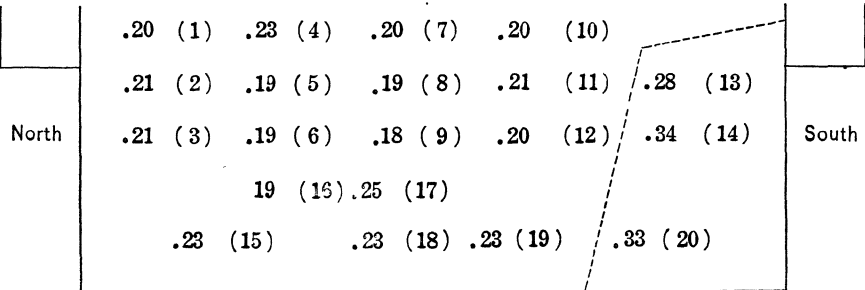 .20 (1) .23 (4) .20 (7) .20 (10)
.21 (2) .19 (5) .19 (8) .21 (11) .28 (13)
North .21 (3) .19 (6) .18 (9) .20 (12) .34 (14) South
19 (16) .25 (17)
.23 (15) .23 (18) .23 (19) .33 (20)